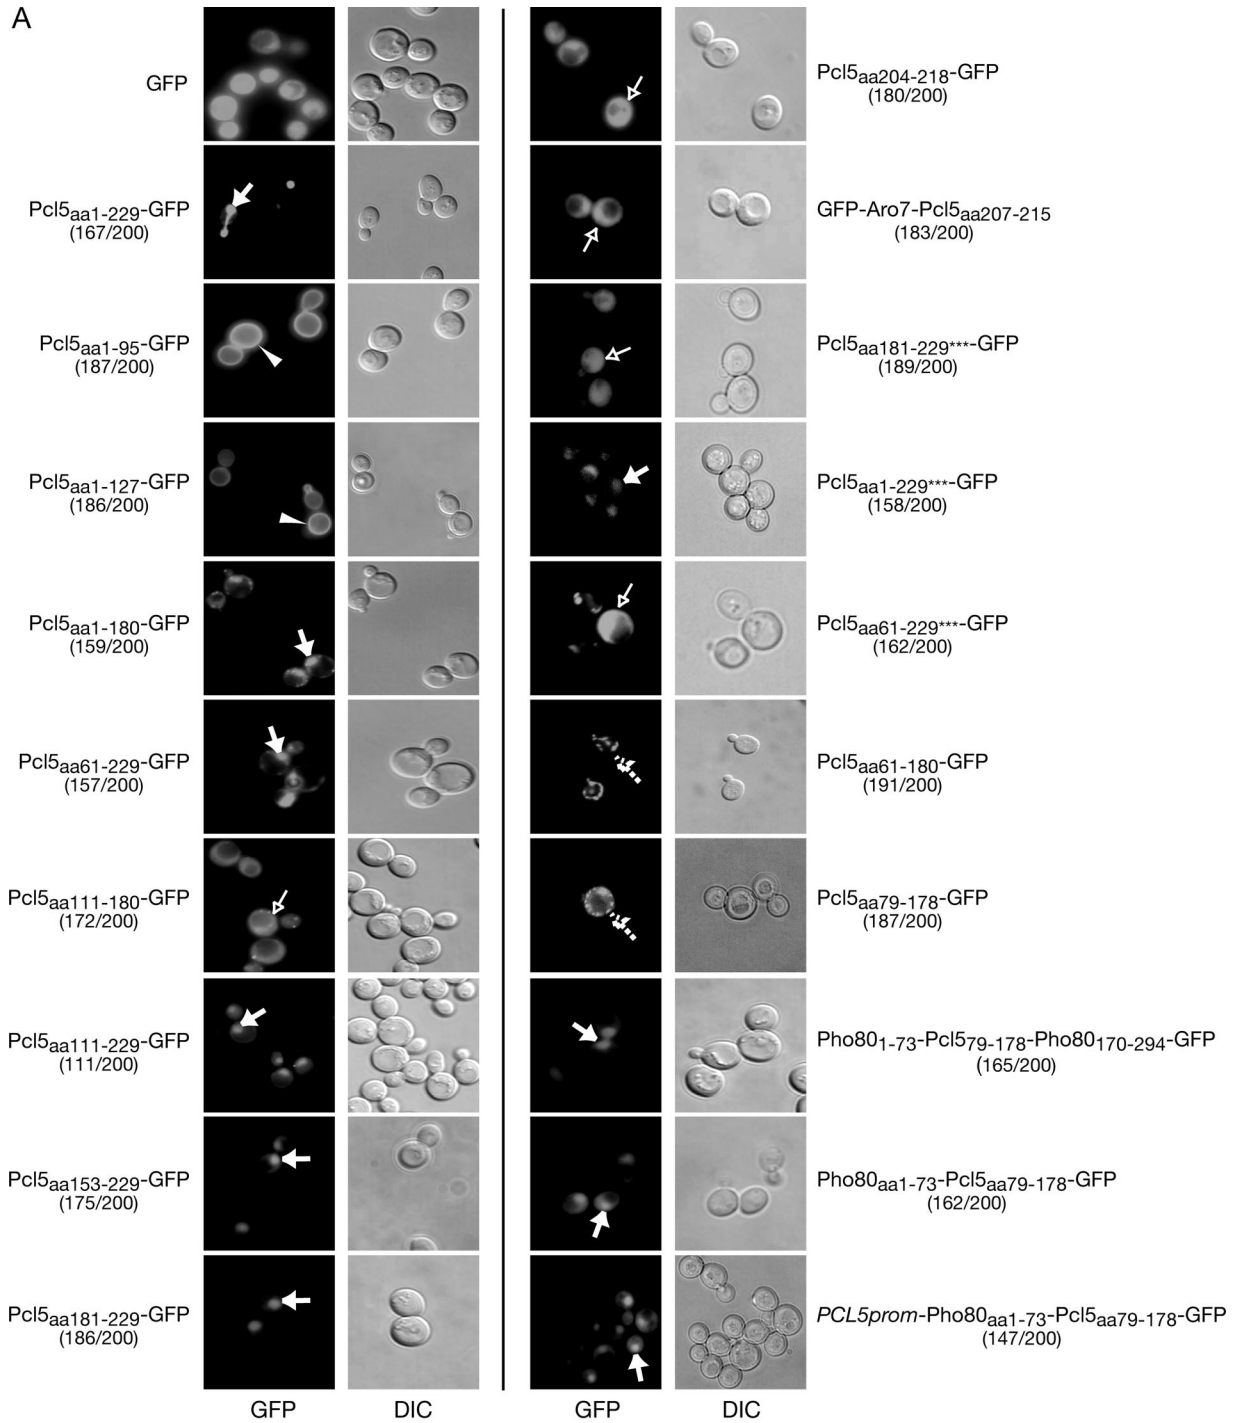 A
GFP
Pcl5aa1-229-GFP
(167/200)
Pcl5aa1-95-GFP
(187/200)
Pcl5aa1-127-GFP
(186/200)
Pcl5aa1-180-GFP
(159/200)
Pcl5aa61-229-GFP
(157/200)
Pcl5aa111-180-GFP
(172/200)
Pcl5aa111-229-GFP
(111/200)
Pcl5aa153-229-GFP
(175/200)
Pcl5aa181-229-GFP
(186/200)
GFP DIC
Pcl5aa204-218-GFP
(180/200)
GFP-Aro7-Pcl5aa207-215
(183/200)
Pcl5aa181-229***-GFP
(189/200)
Pcl5aa1-229***-GFP
(158/200)
Pcl5aa61-229***-GFP
(162/200)
Pcl5aa61-180-GFP
(191/200)
Pcl5aa79-178-GFP
(187/200)
Pho801-73-Pcl579-178-Pho80170-294-GFP
(165/200)
Pho80aa1-73-Pcl5aa79-178-GFP
(162/200)
PCL5prom-Pho80aa1-73-Pcl5aa79-178-GFP
(147/200)
GFP DIC